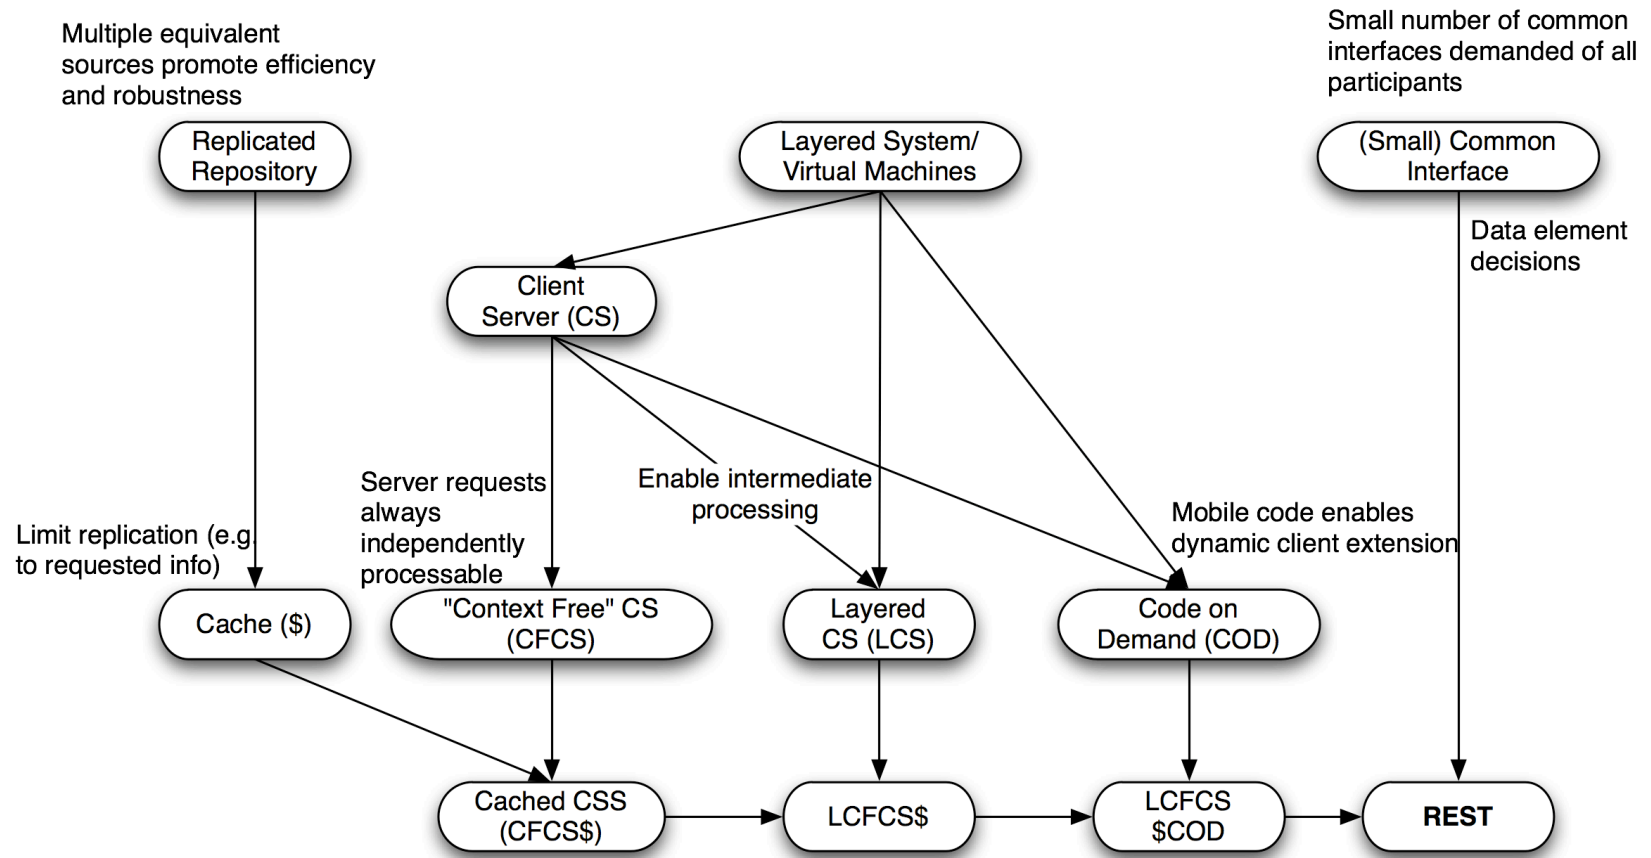 Multiple equivalent
sources promote efficiency
and robustness
Small number of common
interfaces demanded of all
participants
Replicated
Repository
Layered System/
Virtual Machines
(Small) Common
Interface
Data element
decisions
Client
Server (CS)
Limit replication (e.g.
to requested info)
Server requests
always
independently
processable
Enable intermediate
processing
Mobile code enables
dynamic client extension
Cache ($)
"Context Free" CS
(CFCS)
Layered
CS (LCS)
Code on
Demand (COD)
Cached CSS
(CFCS$)
LCFCS$
LCFCS
$COD
REST